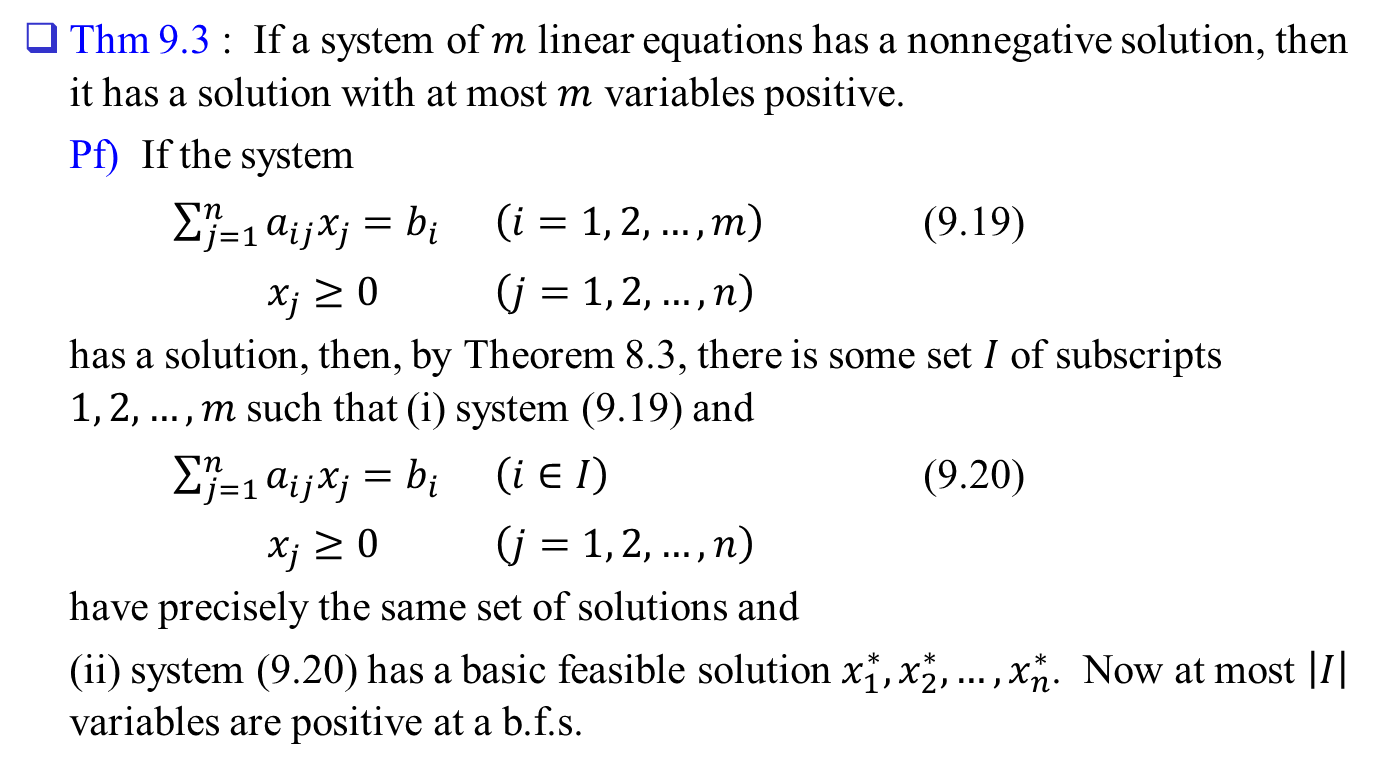 ❑ Thm 9.3 : If a system of m linear equations has a nonnegative solution, then
it has a solution with at most m variables positive.
Pf) If the system
∑ⁿⱼ₌₁ aᵢⱼxⱼ = bᵢ (i = 1, 2, … , m) (9.19)
xⱼ ≥ 0 (j = 1, 2, … , n)
has a solution, then, by Theorem 8.3, there is some set I of subscripts
1, 2, … , m such that (i) system (9.19) and
∑ⁿⱼ₌₁ aᵢⱼxⱼ = bᵢ (i ∈ I) (9.20)
xⱼ ≥ 0 (j = 1, 2, … , n)
have precisely the same set of solutions and
(ii) system (9.20) has a basic feasible solution x₁*, x₂*, … , xₙ*. Now at most |I|
variables are positive at a b.f.s.